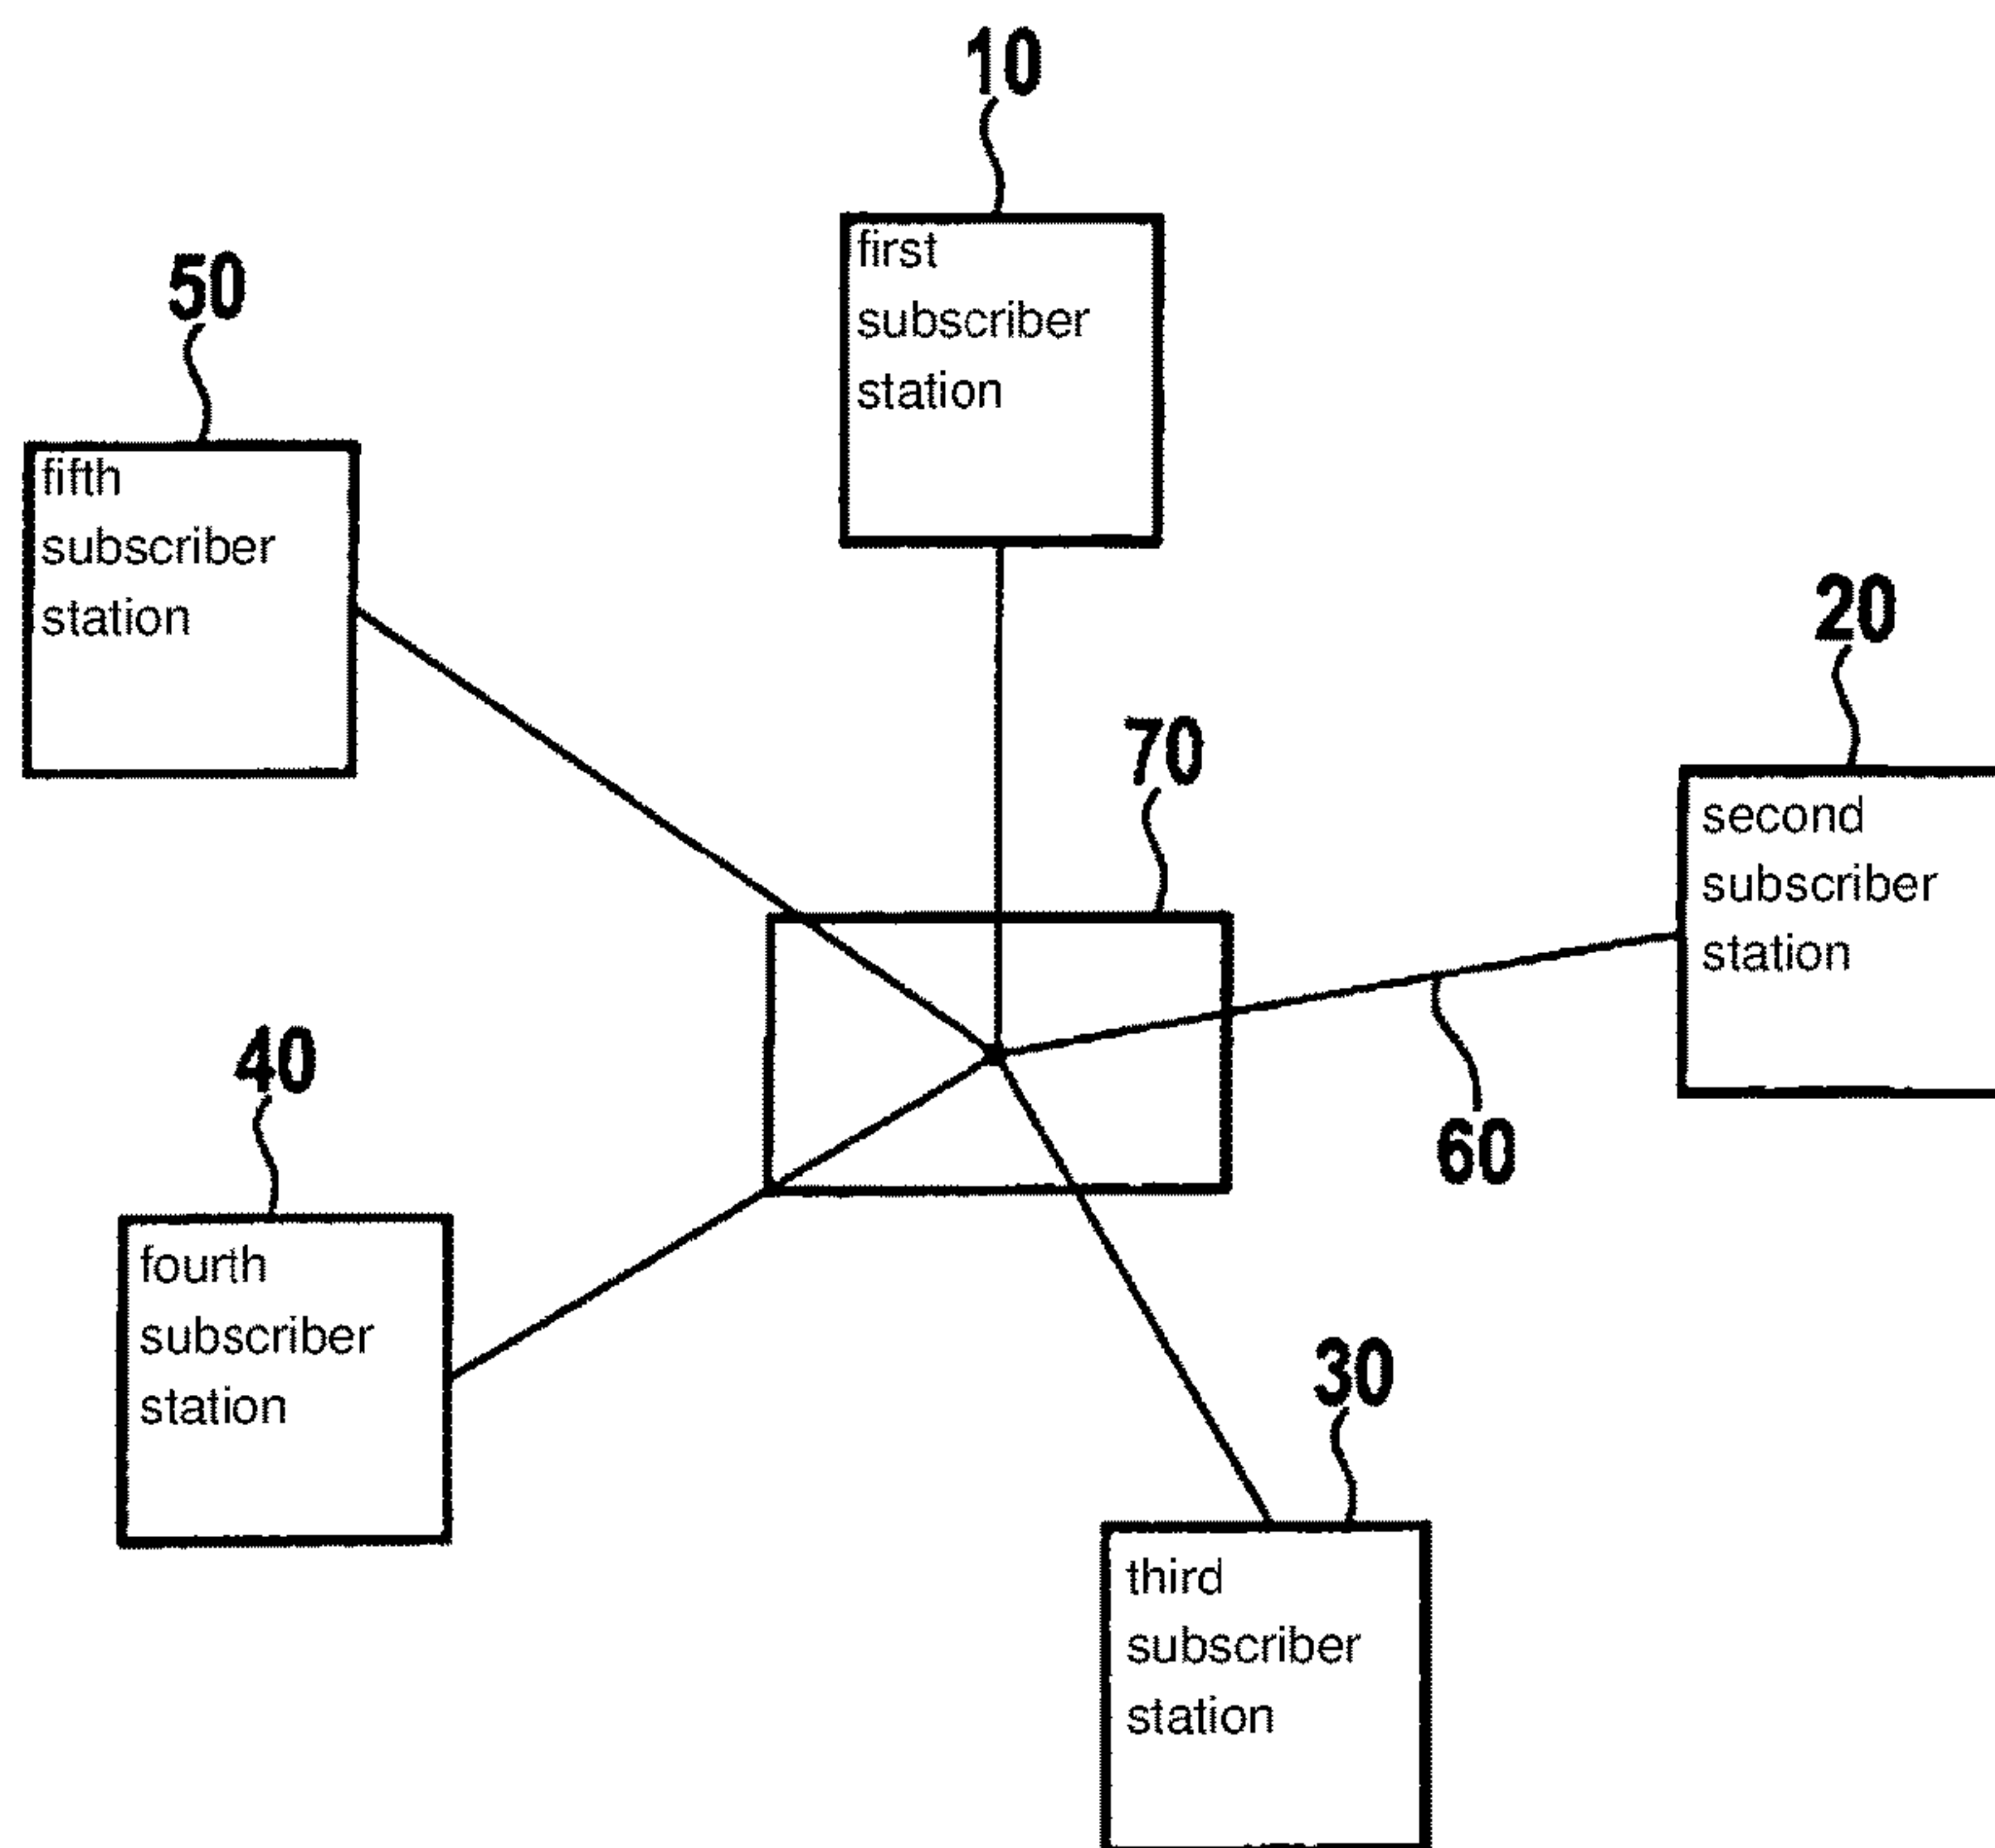 10
first
subscriber
station
50
fifth
subscriber
station
20
second
subscriber
station
70
60
40
fourth
subscriber
station
30
third
subscriber
station